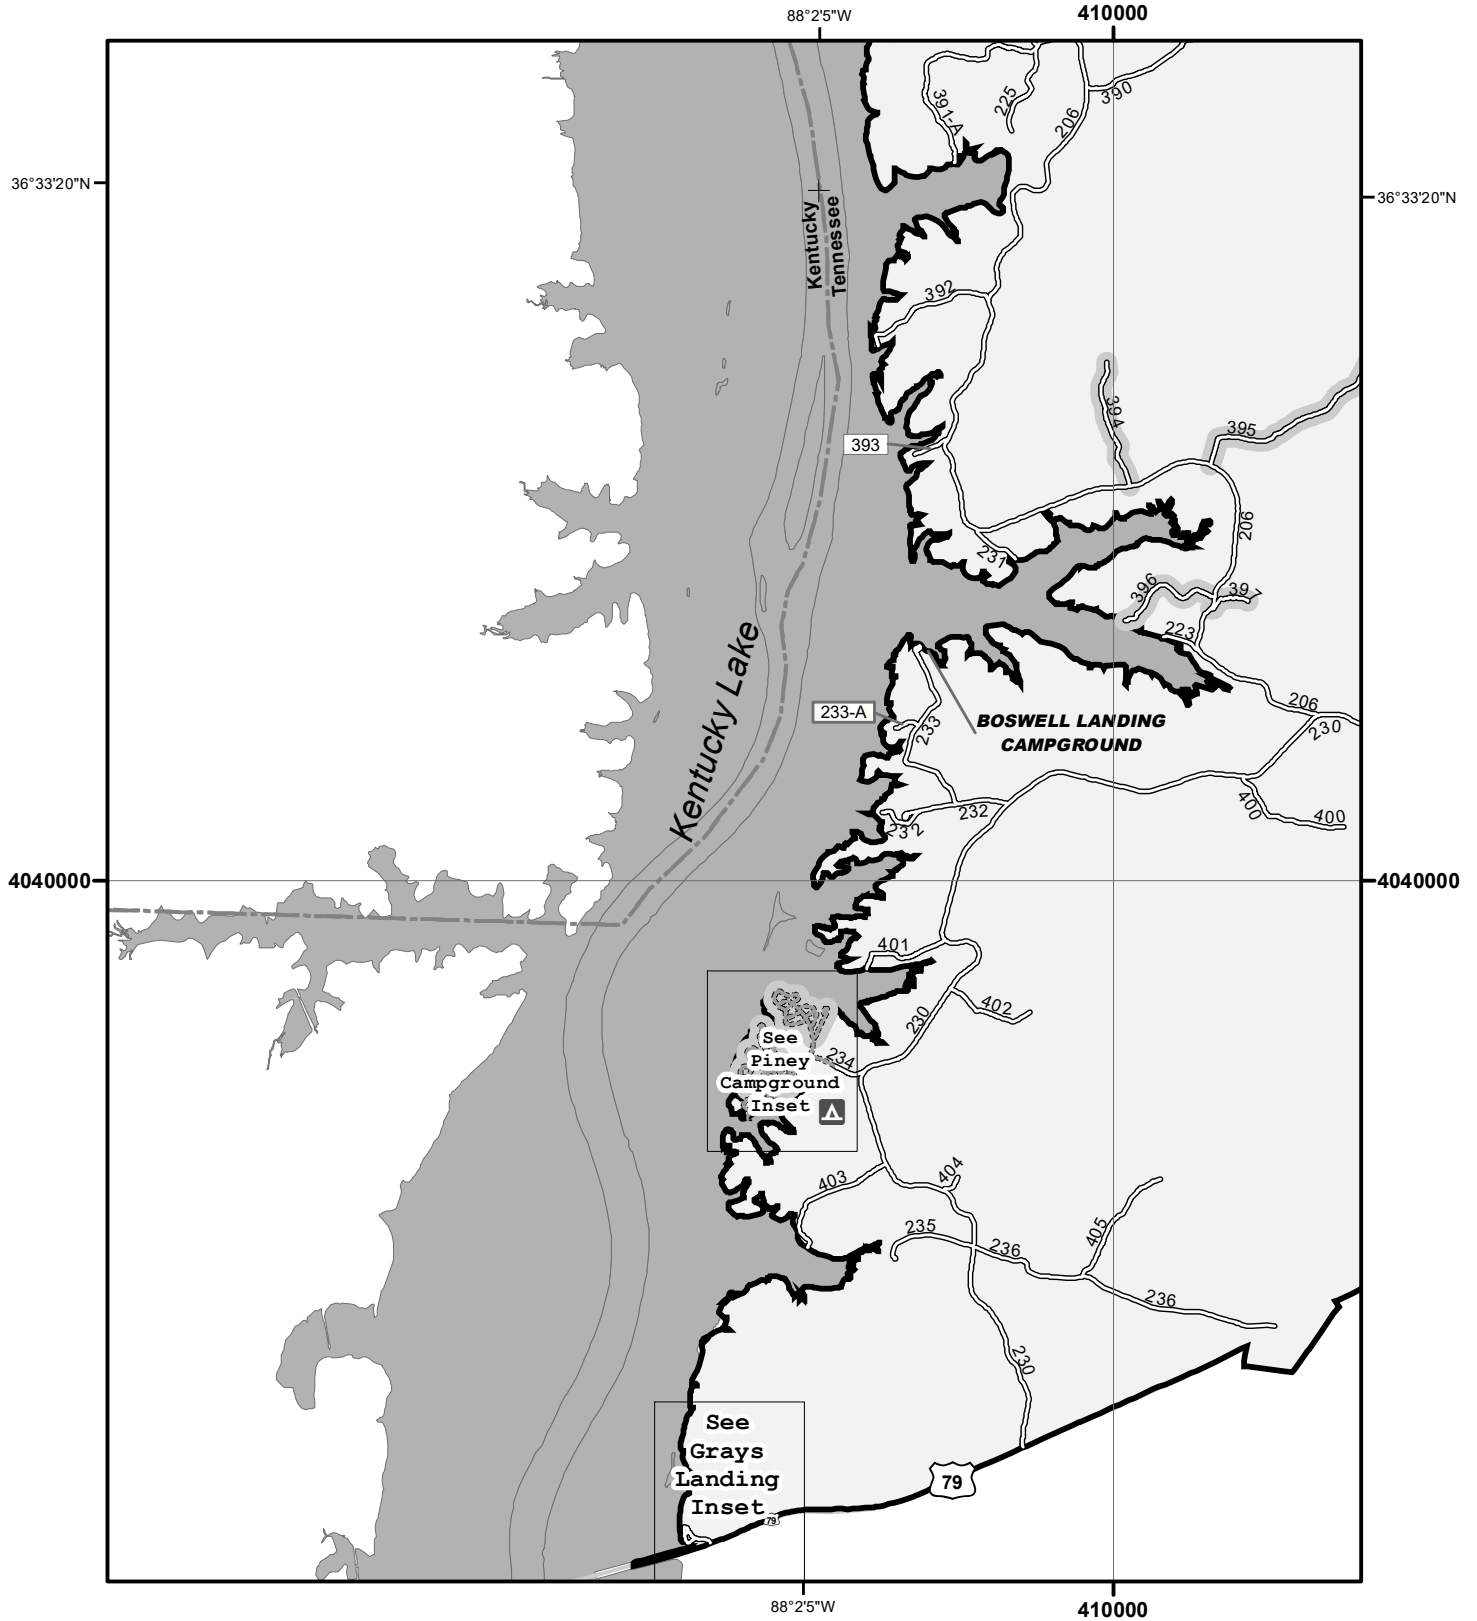 88°2'5"W
410000
390
391-A
225
206
36°33'20"N
36°33'20"N
Kentucky
Tennessee
392
394
395
393
206
231
396
397
223
Kentucky Lake
206
230
233-A
233
BOSWELL LANDING
CAMPGROUND
400
400
232
232
4040000
4040000
401
402
230
See
Piney
Campground
Inset
234
403
404
405
235
236
236
230
See
Grays
Landing
Inset
79
79
88°2'5"W
410000